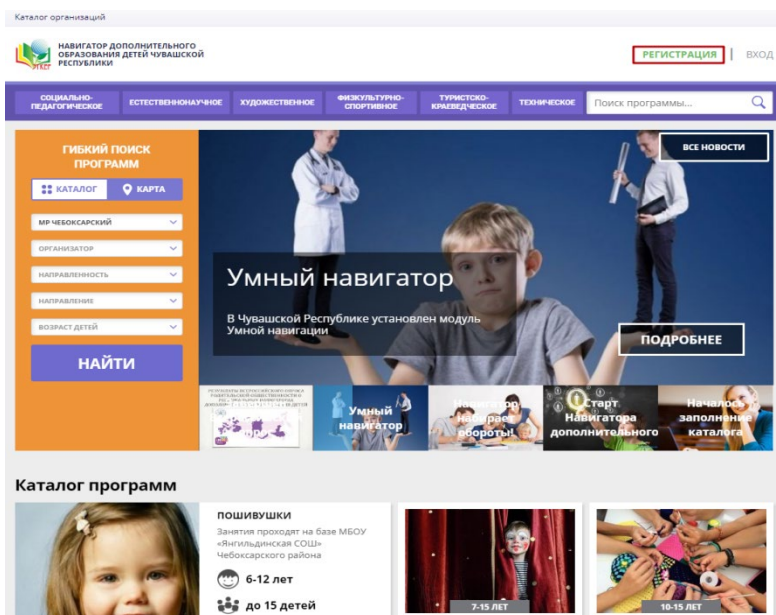 Каталог организаций
НАВИГАТОР ДОПОЛНИТЕЛЬНОГО
ОБРАЗОВАНИЯ ДЕТЕЙ ЧУВАШСКОЙ
РЕСПУБЛИКИ
РЕГИСТРАЦИЯ
ВХОД
СОЦИАЛЬНО-
ПЕДАГОГИЧЕСКОЕ
ЕСТЕСТВЕННОНАУЧНОЕ
ХУДОЖЕСТВЕННОЕ
ФИЗКУЛЬТУРНО-
СПОРТИВНОЕ
ТУРИСТСКО-
КРАЕВЕДЧЕСКОЕ
ТЕХНИЧЕСКОЕ
Поиск программы...
ГИБКИЙ ПОИСК
ПРОГРАММ
КАТАЛОГ
КАРТА
МР ЧЕБОКСАРСКИЙ
ОРГАНИЗАТОР
НАПРАВЛЕННОСТЬ
НАПРАВЛЕНИЕ
ВОЗРАСТ ДЕТЕЙ
НАЙТИ
ВСЕ НОВОСТИ
Умный навигатор
В Чувашской Республике установлен модуль
Умной навигации
ПОДРОБНЕЕ
Умный
навигатор
Навигатор
набирает
обороты!
Старт
Навигатора
дополнительного
Началось
заполнение
каталога
Каталог программ
ПОШИВУШКИ
Занятия проходят на базе МБОУ
«Янгильдинская СОШ»
Чебоксарского района
6-12 лет
до 15 детей
7-15 ЛЕТ
10-15 ЛЕТ